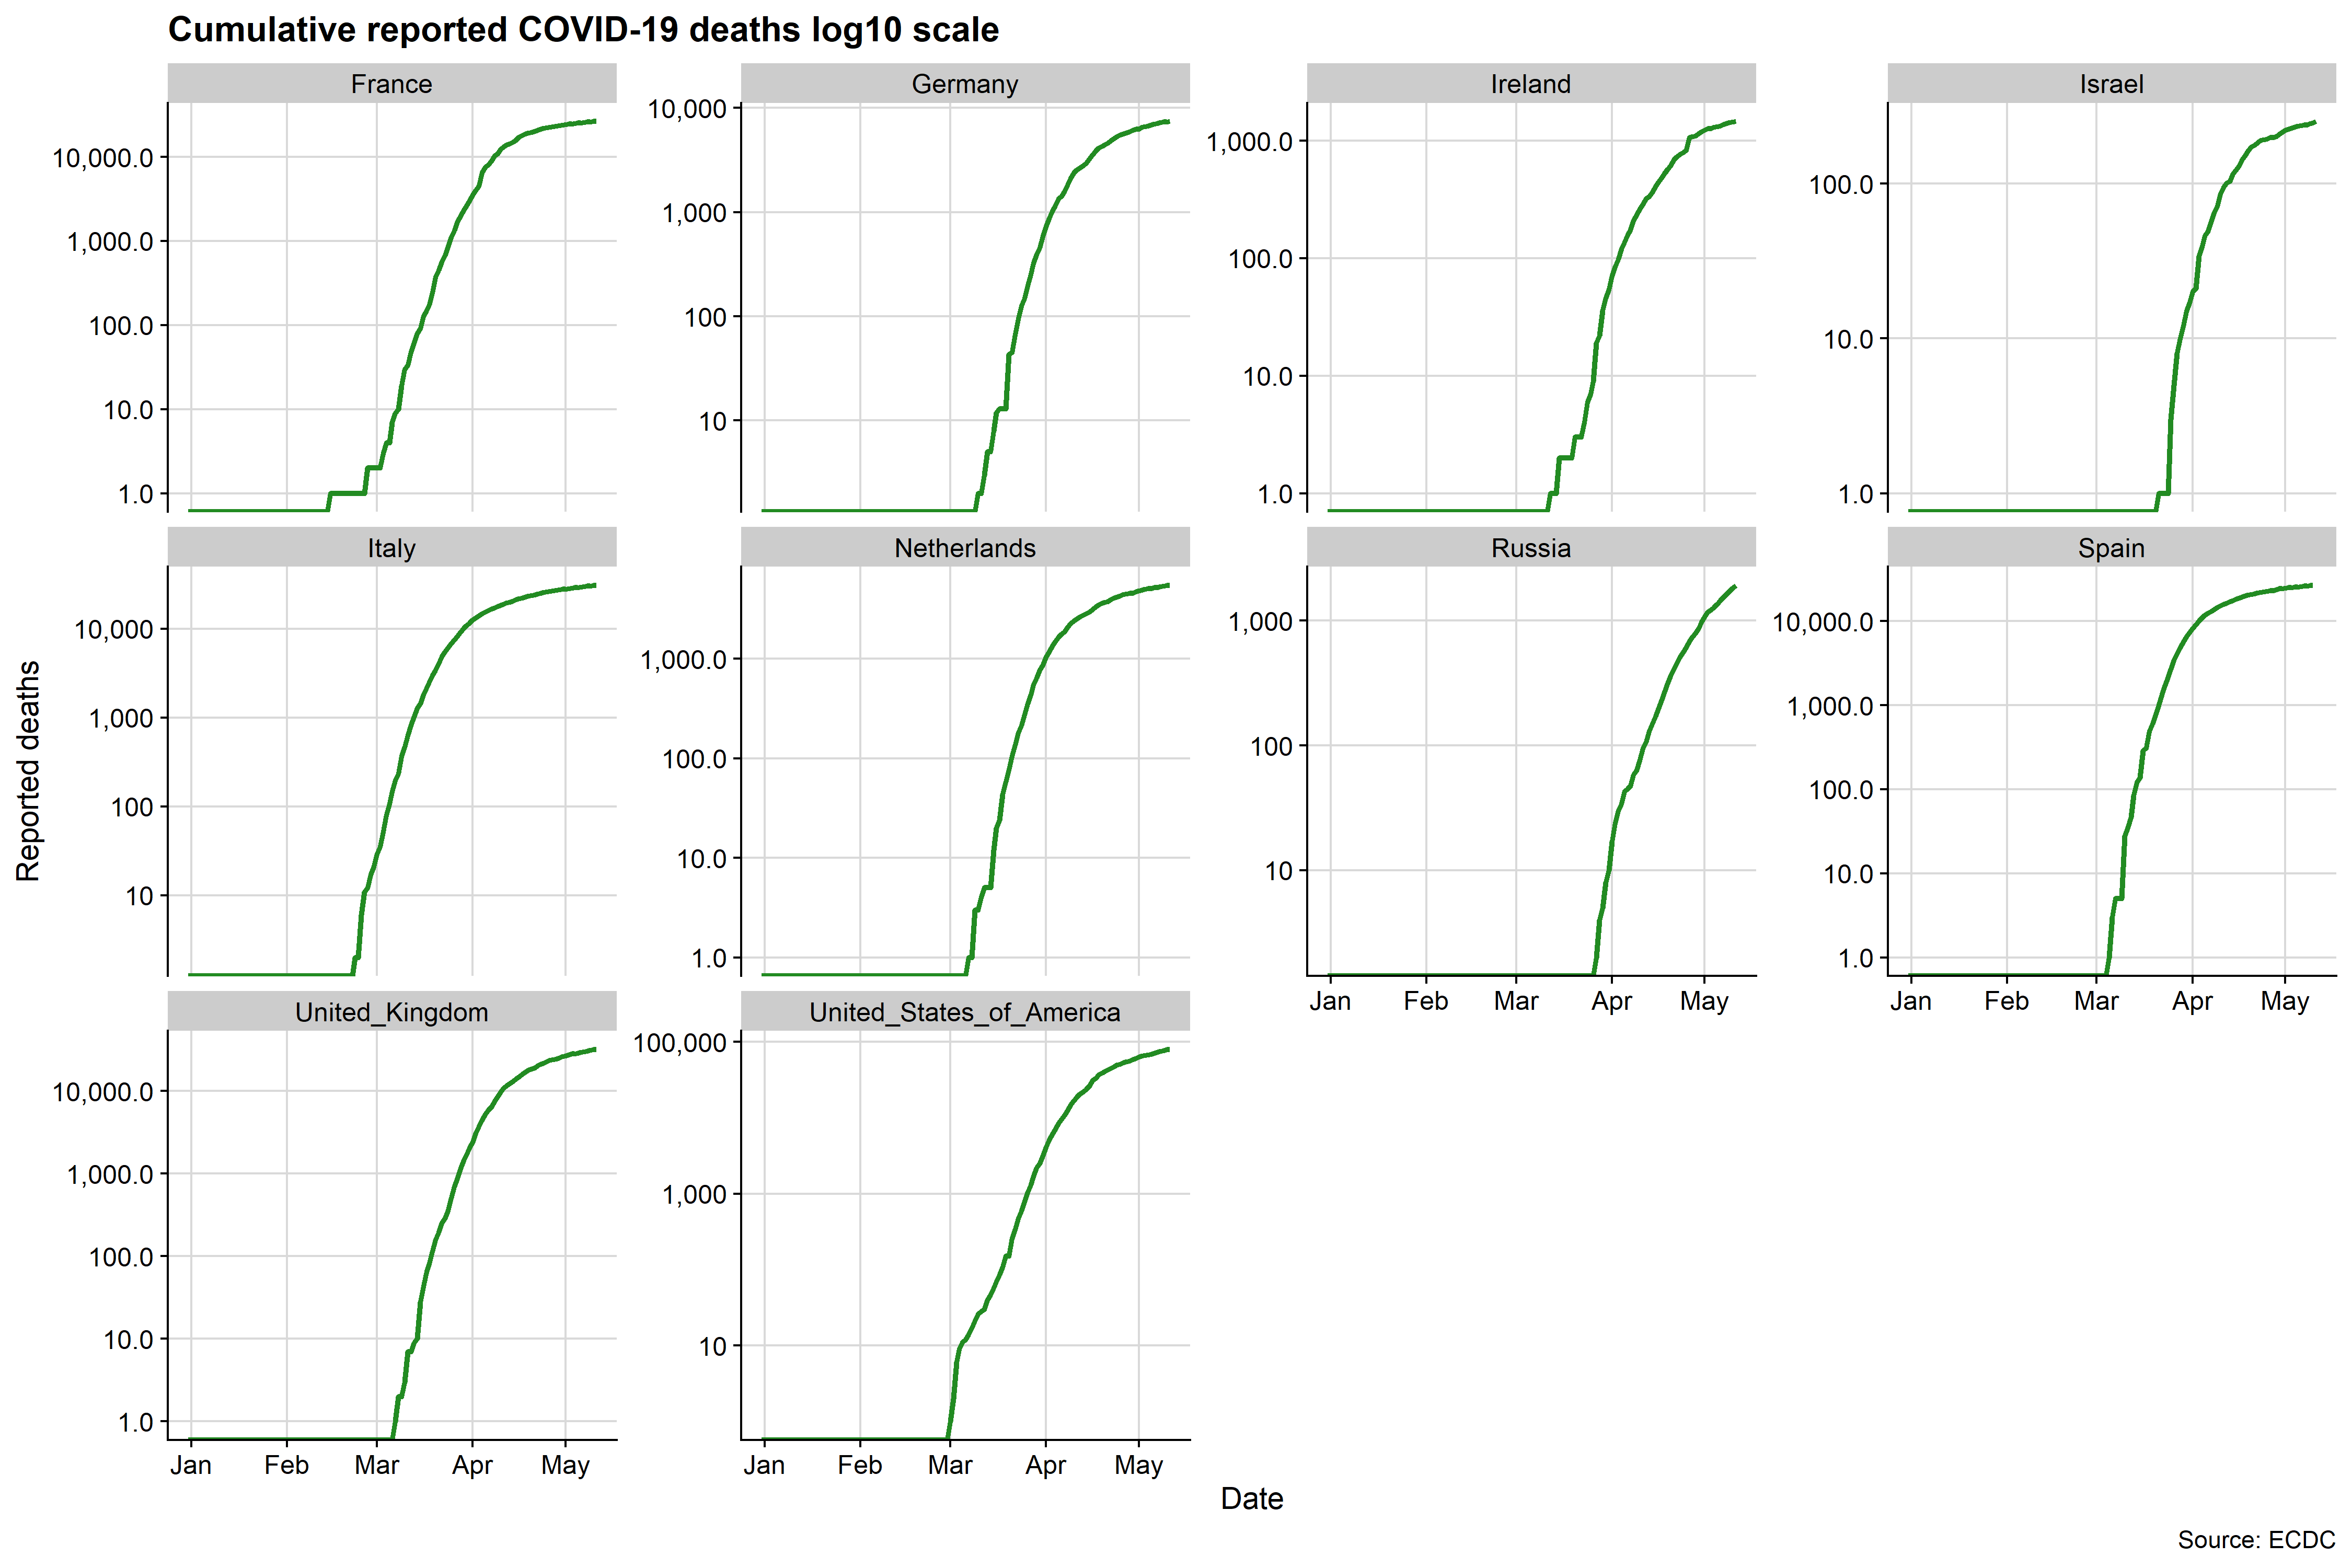 Cumulative reported COVID-19 deaths log10 scale
France
Germany
Ireland
Israel
10,000.0
1,000.0
100.0
10.0
1.0
10,000
1,000
100
10
1,000.0
100.0
10.0
1.0
100.0
10.0
1.0
Italy
Netherlands
Russia
Spain
10,000
1,000
100
10
1,000.0
100.0
10.0
1.0
1,000
100
10
10,000.0
1,000.0
100.0
10.0
1.0
Jan Feb Mar Apr May
Jan Feb Mar Apr May
United_Kingdom
United_States_of_America
10,000.0
1,000.0
100.0
10.0
1.0
100,000
1,000
10
Jan Feb Mar Apr May
Jan Feb Mar Apr May
Reported deaths
Date
Source: ECDC